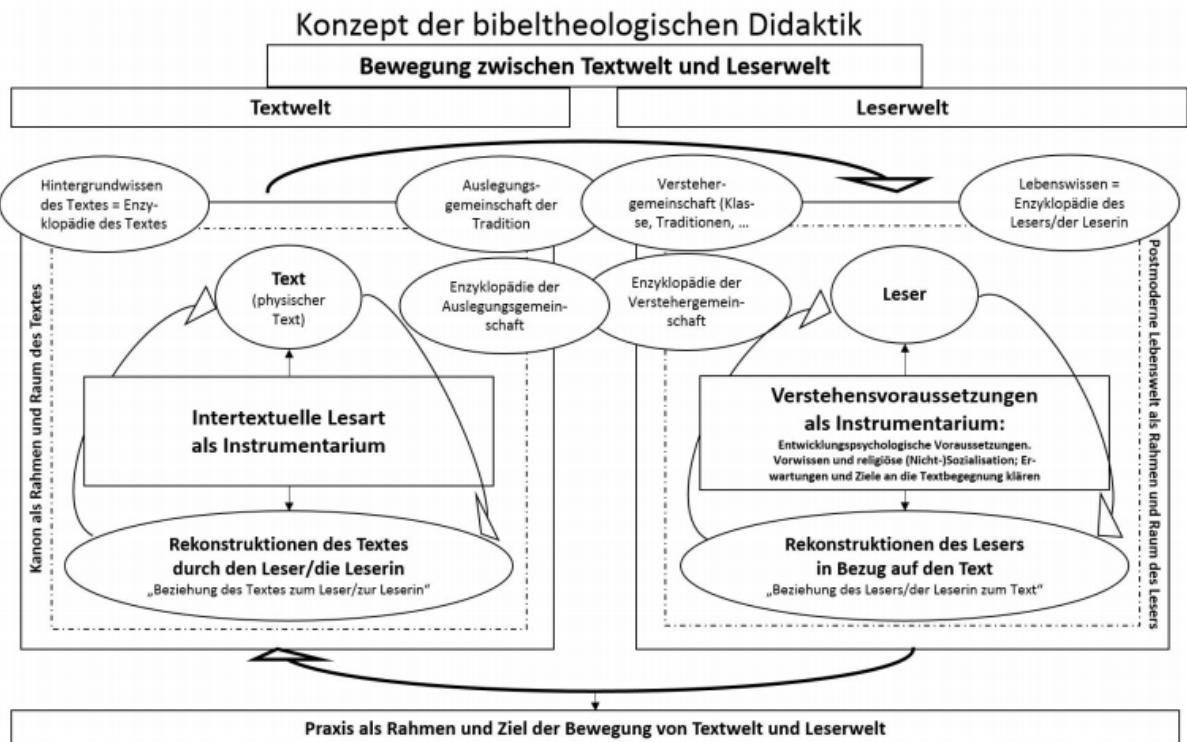 Konzept der bibeltheologischen Didaktik
Bewegung zwischen Textwelt und Leserwelt
Textwelt
Leserwelt
Hintergrundwissen
des Textes = Enzy-
klopädie des Textes
Auslegungs-
gemeinschaft der
Tradition
Versteher-
gemeinschaft (Klas-
se, Traditionen, ...
Lebenswissen =
Enzyklopädie des
Lesers/der Leserin
Kanon als Rahmen und Raum des Textes
Text
(physischer
Text)
Enzyklopädie der
Auslegungsgemein-
schaft
Enzyklopädie der
Verstehergemein-
schaft
Leser
Postmoderne Lebenswelt als Rahmen und Raum des Lesers
Intertextuelle Lesart
als Instrumentarium
Verstehensvoraussetzungen
als Instrumentarium:
Entwicklungspsychologische Voraussetzungen.
Vorwissen und religiöse (Nicht-)Sozialisation; Er-
wartungen und Ziele an die Textbegegnung klären
Rekonstruktionen des Textes
durch den Leser/die Leserin
„Beziehung des Textes zum Leser/zur Leserin“
Rekonstruktionen des Lesers
in Bezug auf den Text
„Beziehung des Lesers/der Leserin zum Text“
Praxis als Rahmen und Ziel der Bewegung von Textwelt und Leserwelt